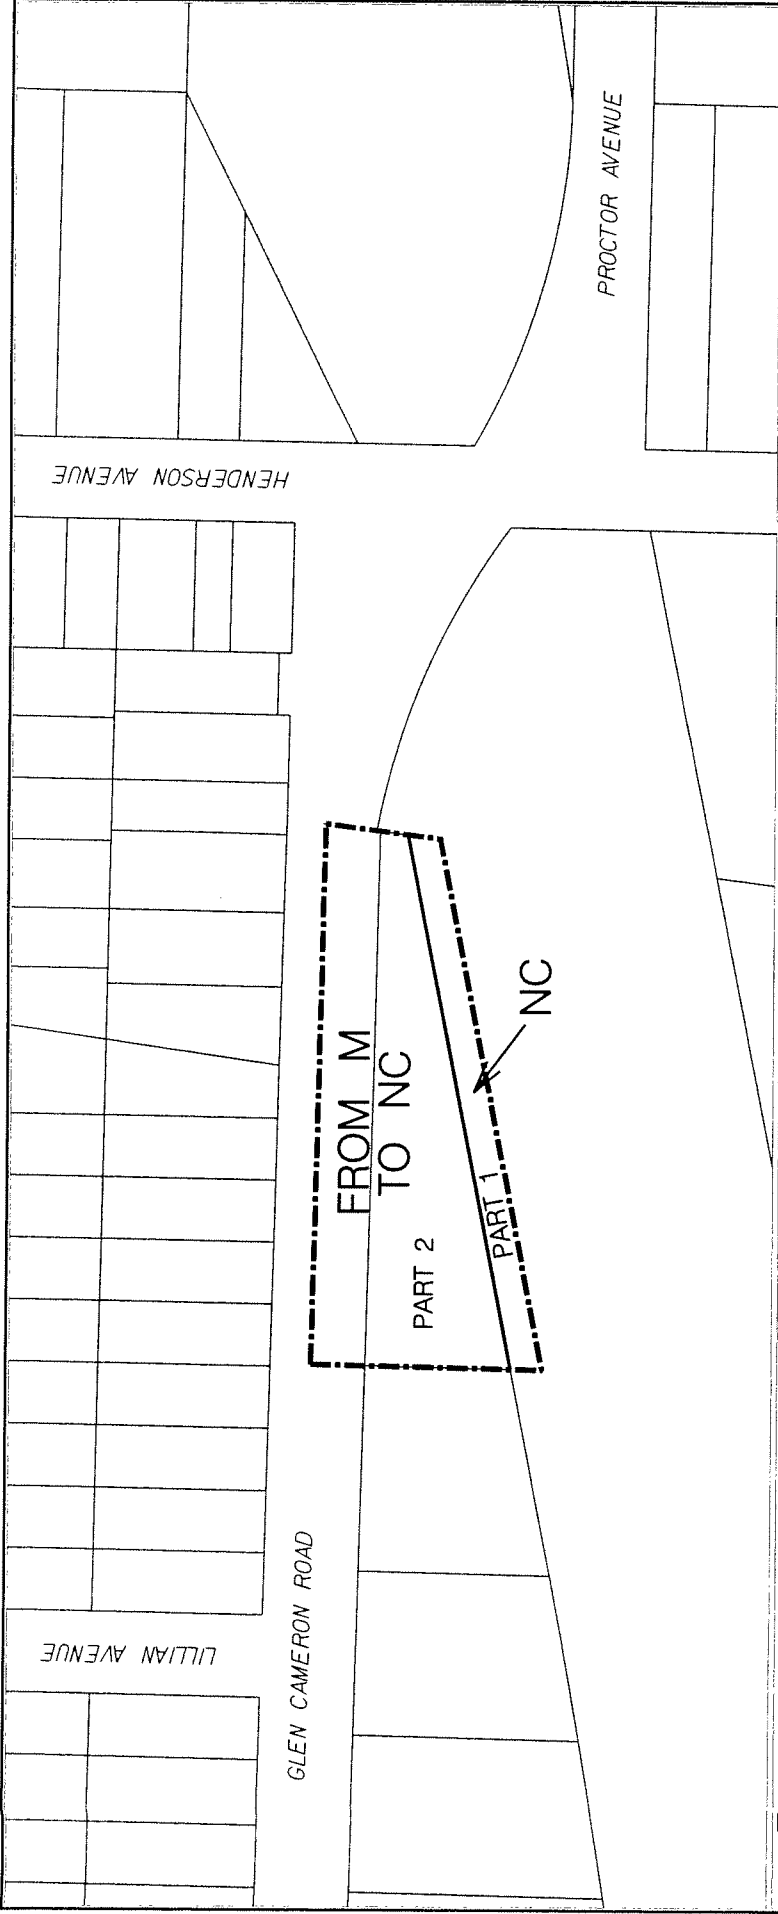 HENDERSON AVENUE
PROCTOR AVENUE
FROM M
TO NC
NC
PART 2
PART 1
GLEN CAMERON ROAD
LILLIAN AVENUE